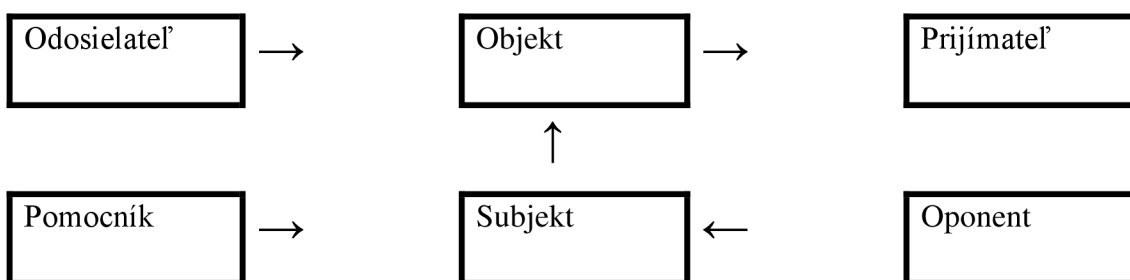 Odosielateľ → Objekt → Prijímateľ
↑
Pomocník → Subjekt ← Oponent